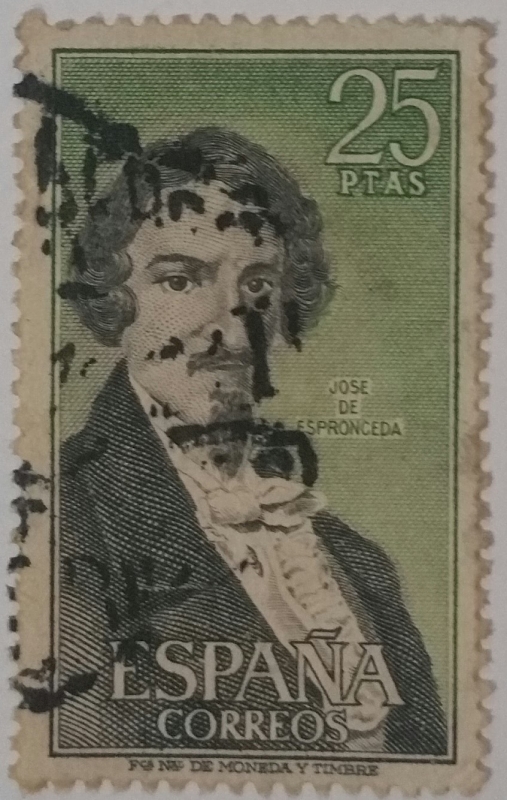 25
PTAS
JOSE
DE
ESPRONCEDA
ESPAÑA
CORREOS
Fca Nal DE MONEDA Y TIMBRE